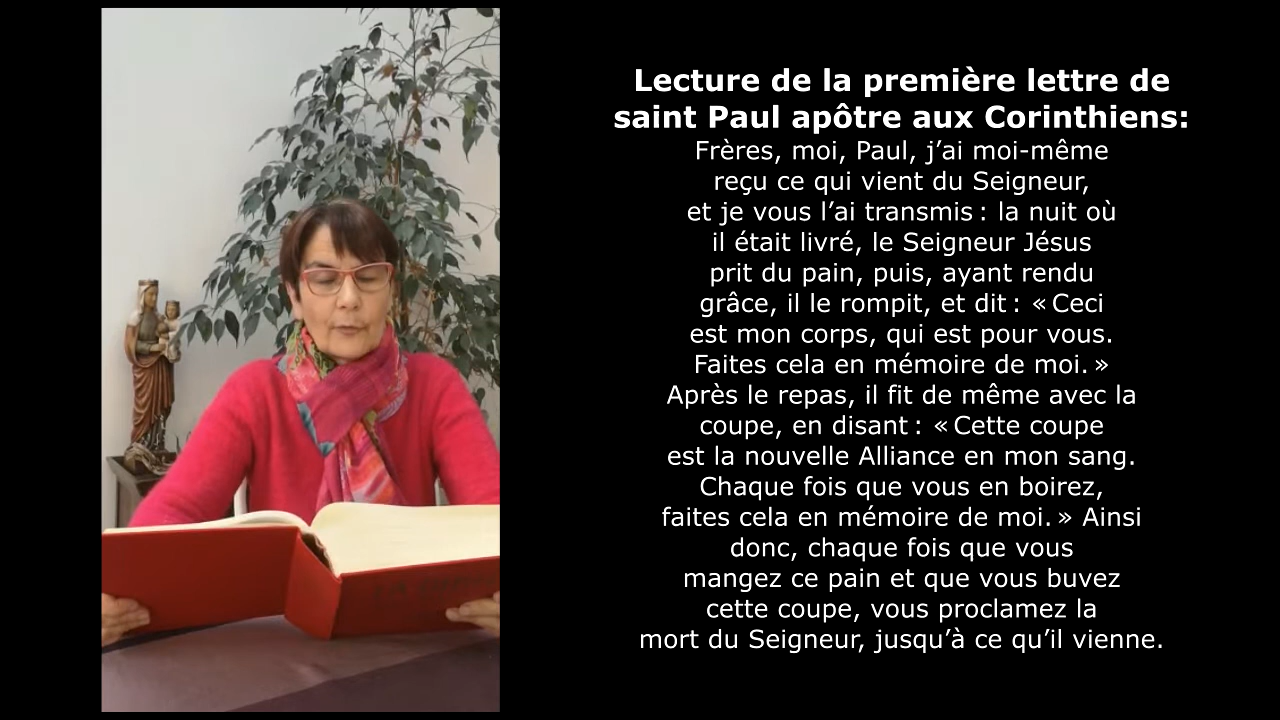 Lecture de la première lettre de
saint Paul apôtre aux Corinthiens:
Frères, moi, Paul, j’ai moi-même
reçu ce qui vient du Seigneur,
et je vous l’ai transmis : la nuit où
il était livré, le Seigneur Jésus
prit du pain, puis, ayant rendu
grâce, il le rompit, et dit : « Ceci
est mon corps, qui est pour vous.
Faites cela en mémoire de moi. »
Après le repas, il fit de même avec la
coupe, en disant : « Cette coupe
est la nouvelle Alliance en mon sang.
Chaque fois que vous en boirez,
faites cela en mémoire de moi. » Ainsi
donc, chaque fois que vous
mangez ce pain et que vous buvez
cette coupe, vous proclamez la
mort du Seigneur, jusqu’à ce qu’il vienne.